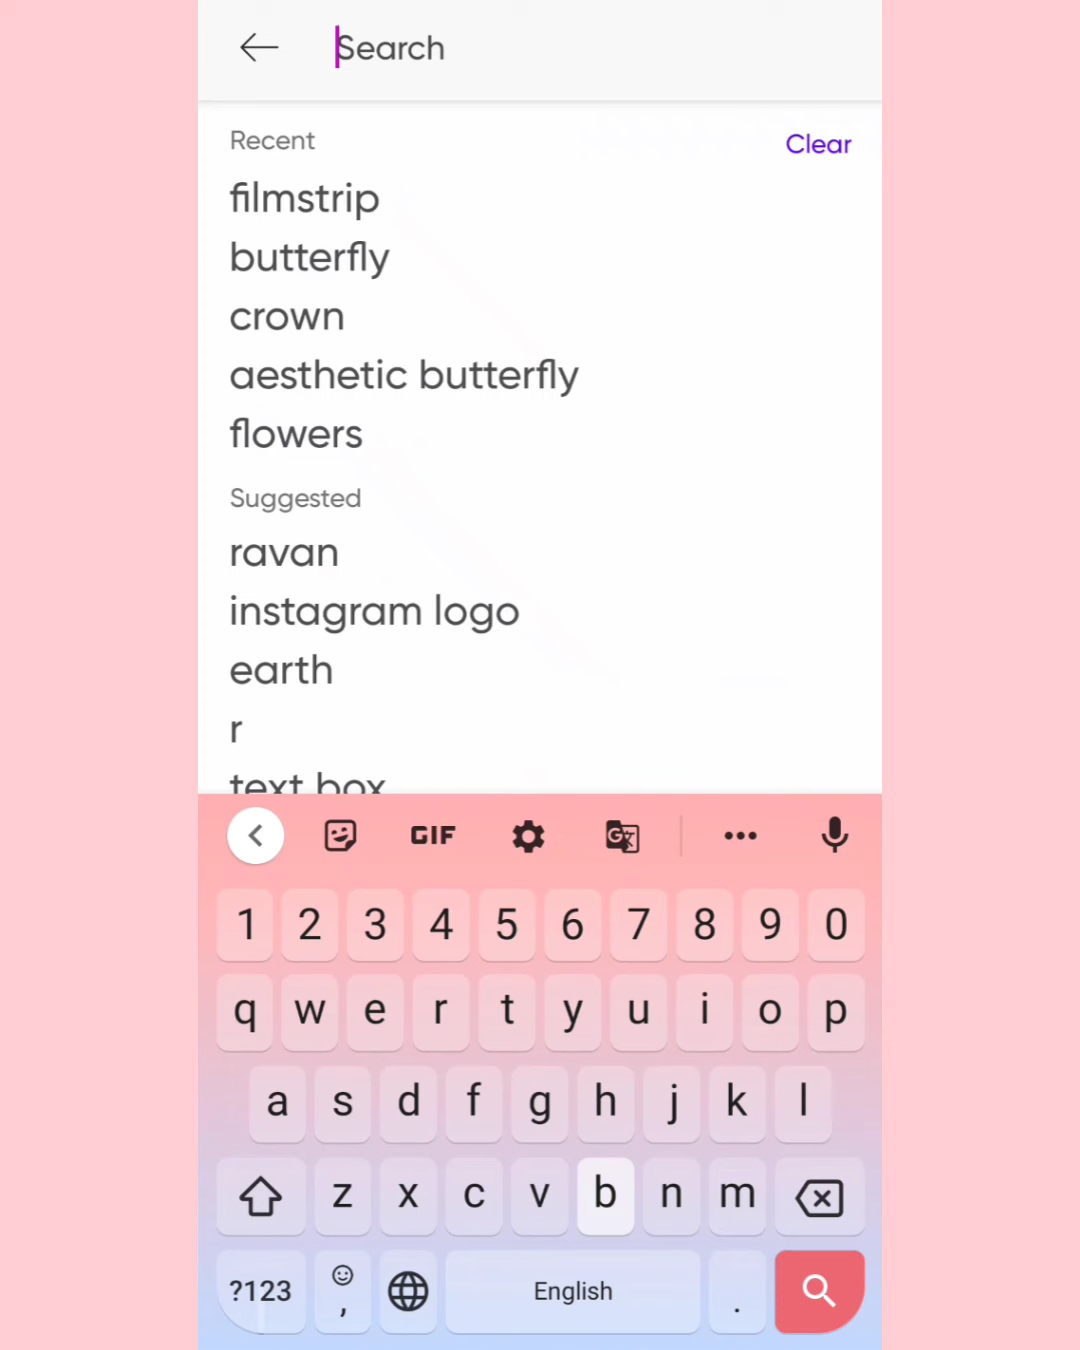 Search
Recent
Clear
filmstrip
butterfly
crown
aesthetic butterfly
flowers
Suggested
ravan
instagram logo
earth
r
text box
GIF
1 2 3 4 5 6 7 8 9 0
q w e r t y u i o p
a s d f g h j k l
z x c v b n m
?123 , English .